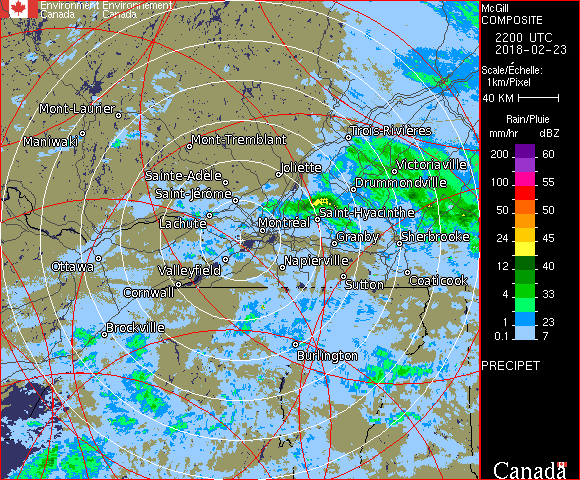 Environment Environnement
Canada Canada
McGill
COMPOSITE
2200 UTC
2018-02-23
Scale/Échelle:
1km/Pixel
40 KM
Rain/Pluie
mm/hr dBZ
200 60
100 55
50 50
24 45
12 40
4 33
1 23
0.1 7
PRECIPET
Canada
Mont-Laurier
Maniwaki
Mont-Tremblant
Trois-Rivières
Joliette
Victoriaville
Sainte-Adèle
Drummondville
Saint-Jérôme
Saint-Hyacinthe
Lachute
Montréal
Granby
Sherbrooke
Ottawa
Valleyfield
Napierville
Cornwall
Sutton
Coaticook
Brockville
Burlington